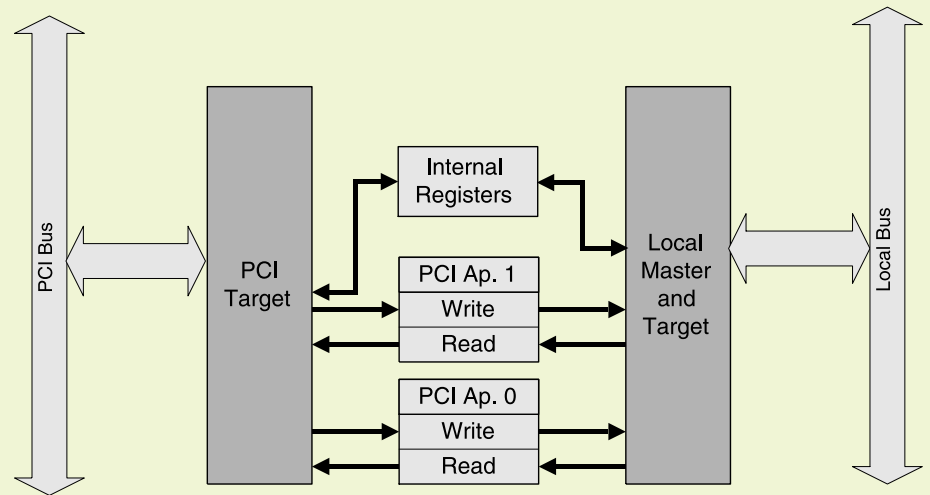 PCI Bus
PCI
Target
Internal
Registers
PCI Ap. 1
Write
Read
PCI Ap. 0
Write
Read
Local
Master
and
Target
Local Bus